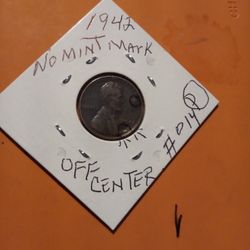 1942
NO MINT MARK
OFF
CENTER
#014
P